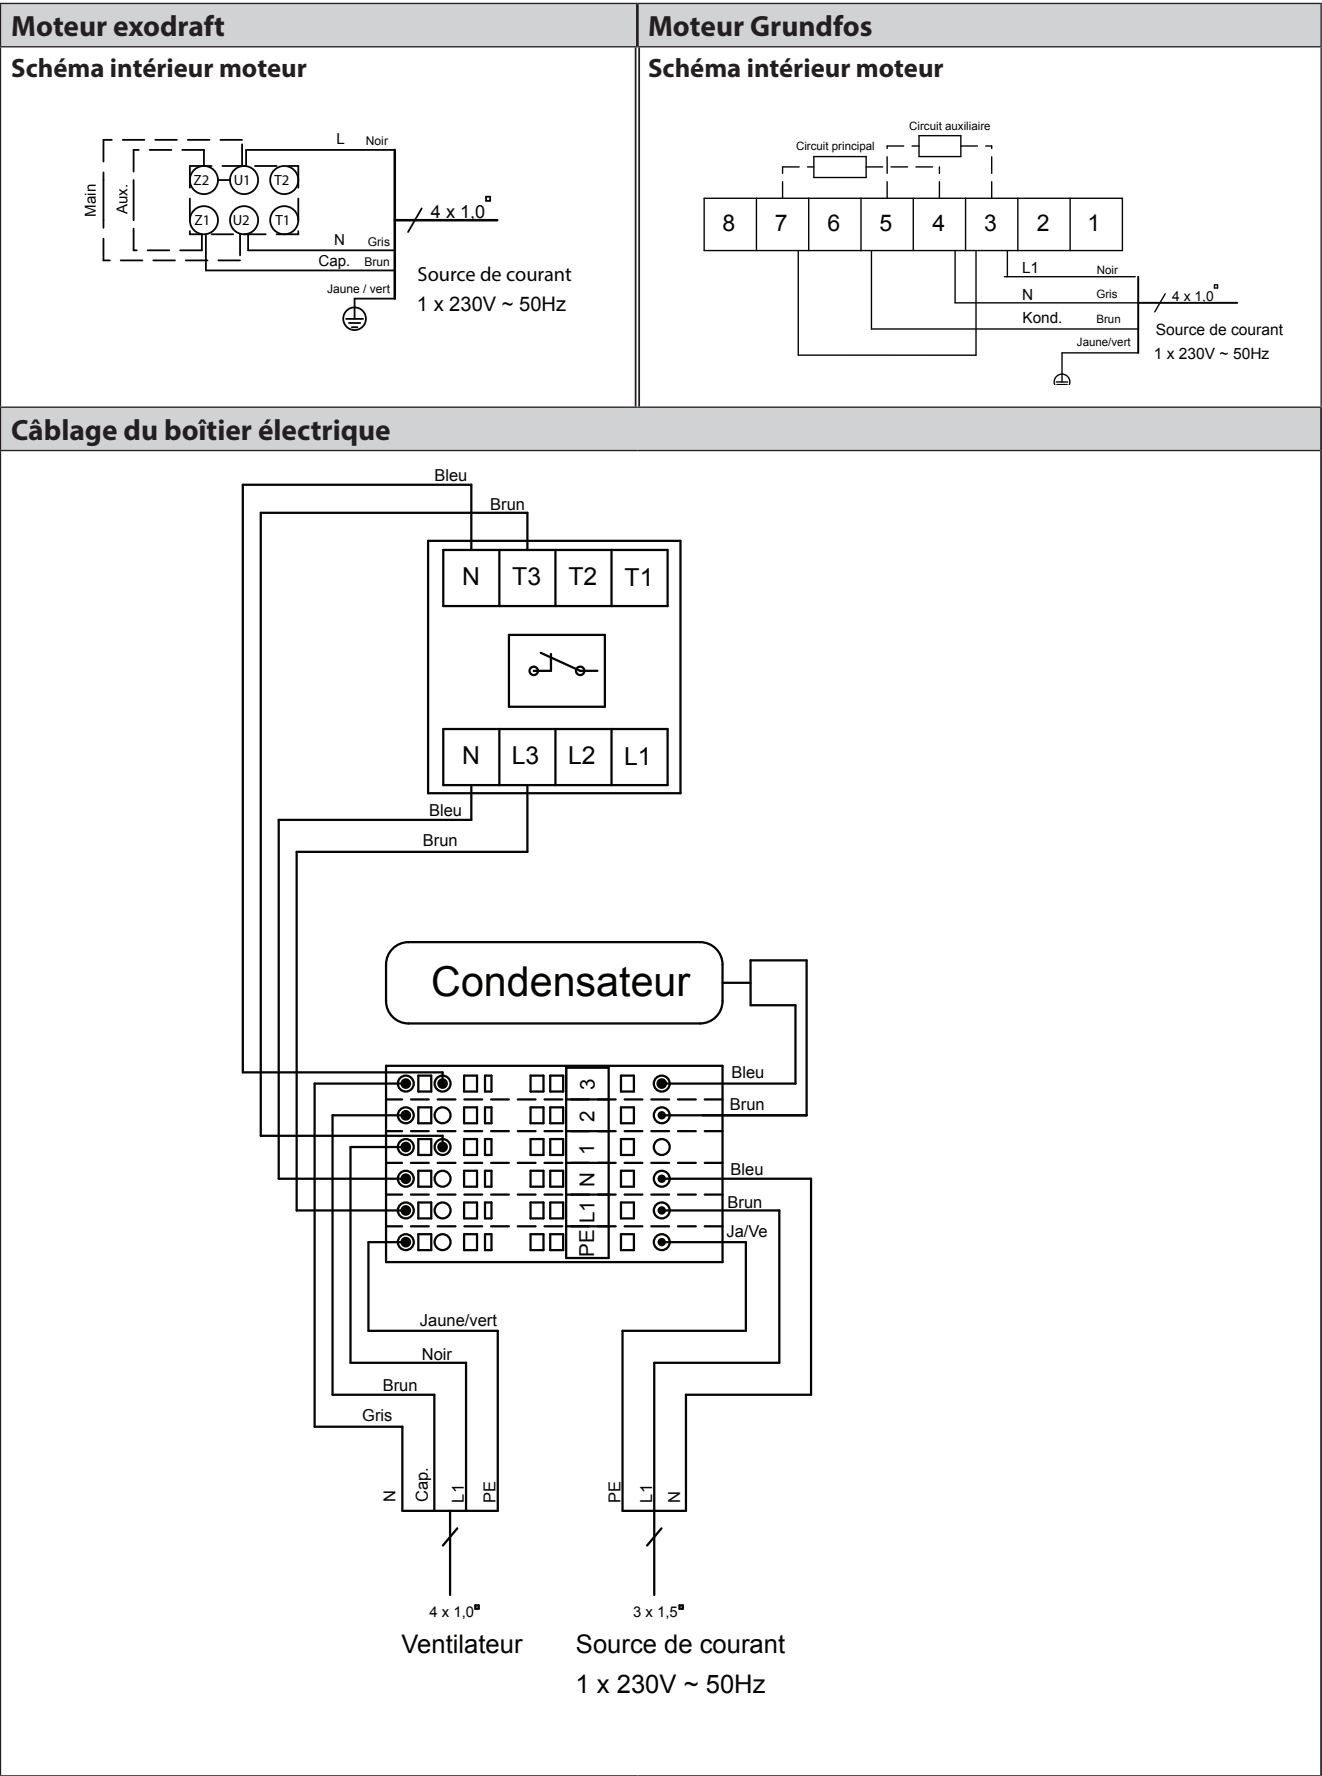 Moteur exodraft
Moteur Grundfos
Schéma intérieur moteur
Main
Aux.
Z2 U1 T2
Z1 U2 T1
L Noir
N Gris
Cap. Brun
Jaune / vert
4 x 1,0
Source de courant
1 x 230V ~ 50Hz
Schéma intérieur moteur
Circuit auxiliaire
Circuit principal
8 7 6 5 4 3 2 1
L1 Noir
N Gris
Kond. Brun
Jaune/vert
4 x 1,0
Source de courant
1 x 230V ~ 50Hz
Câblage du boîtier électrique
Bleu
Brun
N T3 T2 T1
N L3 L2 L1
Bleu
Brun
Condensateur
3 Bleu
2 Brun
1
N Bleu
L1 Brun
PE Ja/Ve
Jaune/vert
Noir
Brun
Gris
N Cap. L1 PE
PE L1 N
4 x 1,0
3 x 1,5
Ventilateur
Source de courant
1 x 230V ~ 50Hz